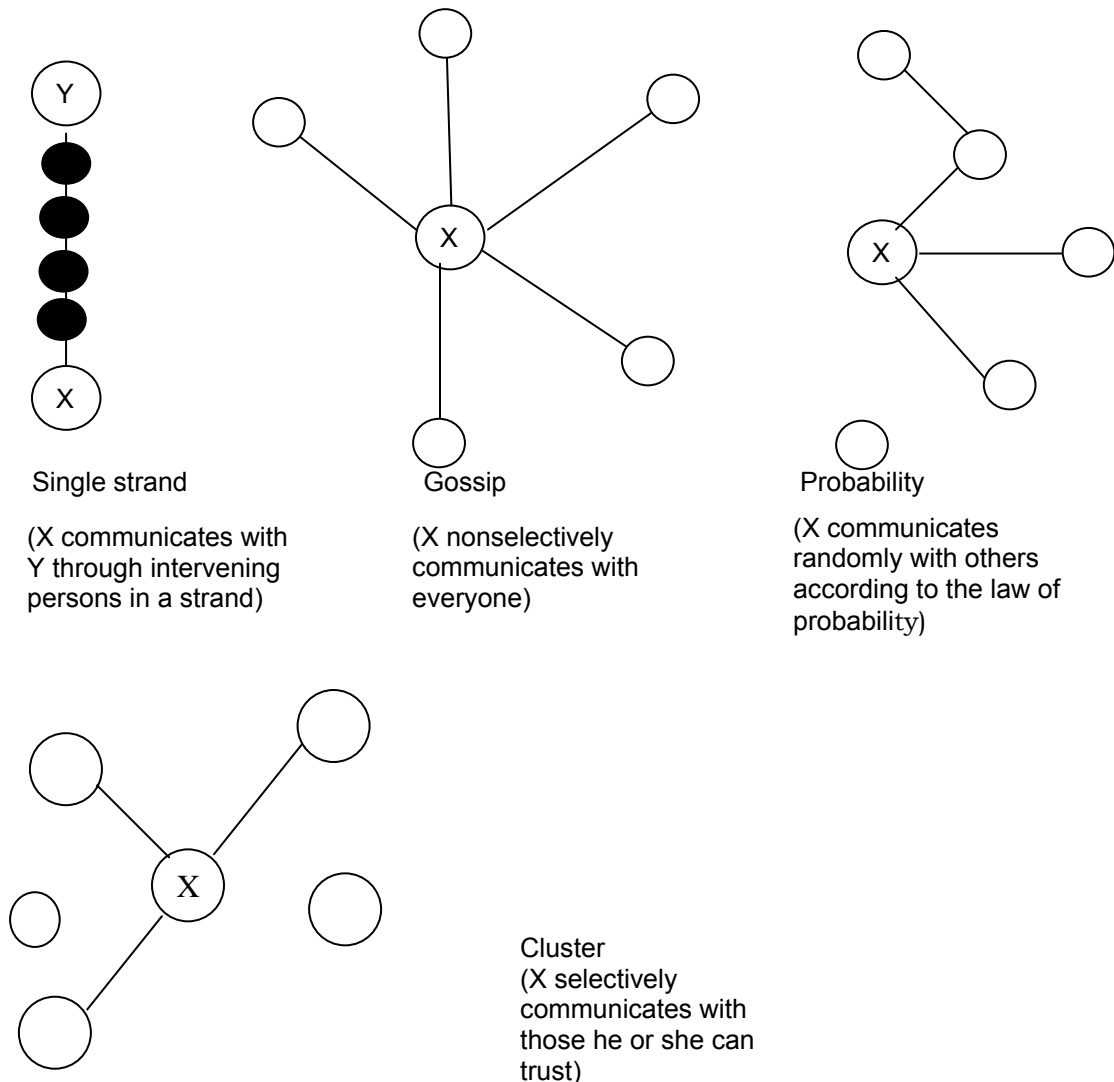 Y
X
Single strand
(X communicates with
Y through intervening
persons in a strand)
X
Gossip
(X nonselectively
communicates with
everyone)
X
Probability
(X communicates
randomly with others
according to the law of
probability)
X
Cluster
(X selectively
communicates with
those he or she can
trust)